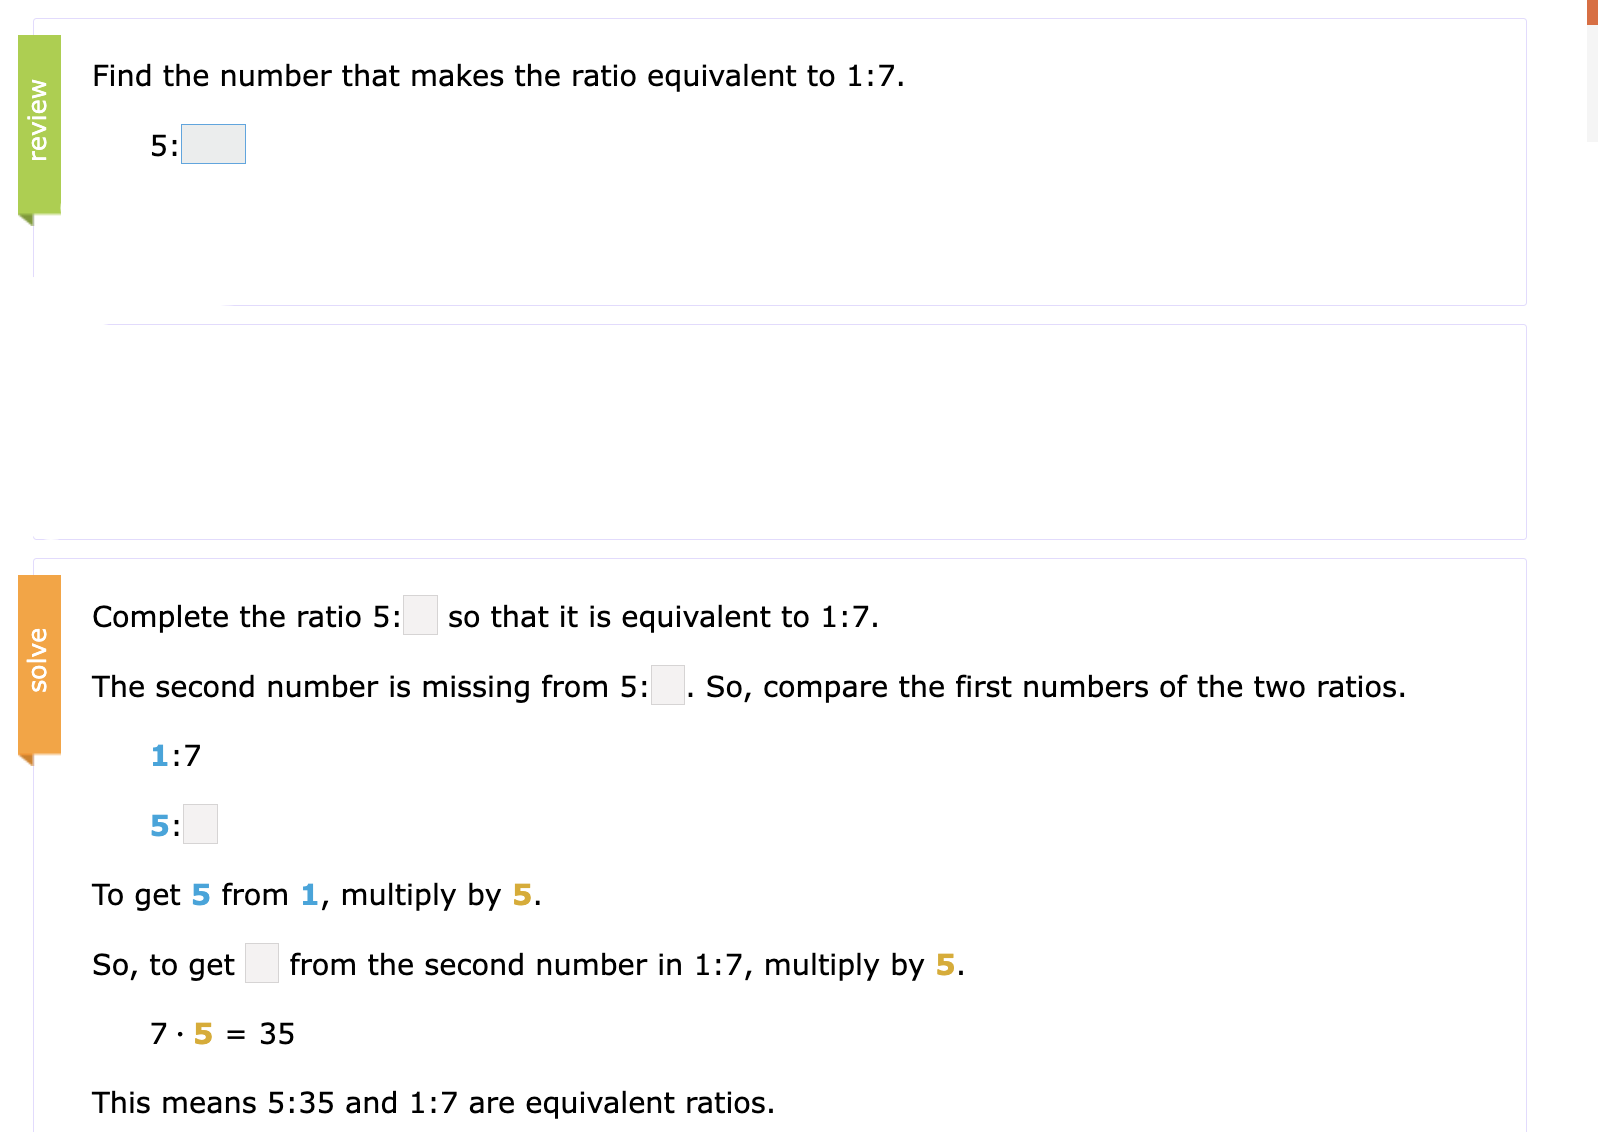 review
Find the number that makes the ratio equivalent to 1:7.
5:
solve
Complete the ratio 5: so that it is equivalent to 1:7.
The second number is missing from 5: . So, compare the first numbers of the two ratios.
1:7
5:
To get 5 from 1, multiply by 5.
So, to get from the second number in 1:7, multiply by 5.
7 · 5 = 35
This means 5:35 and 1:7 are equivalent ratios.